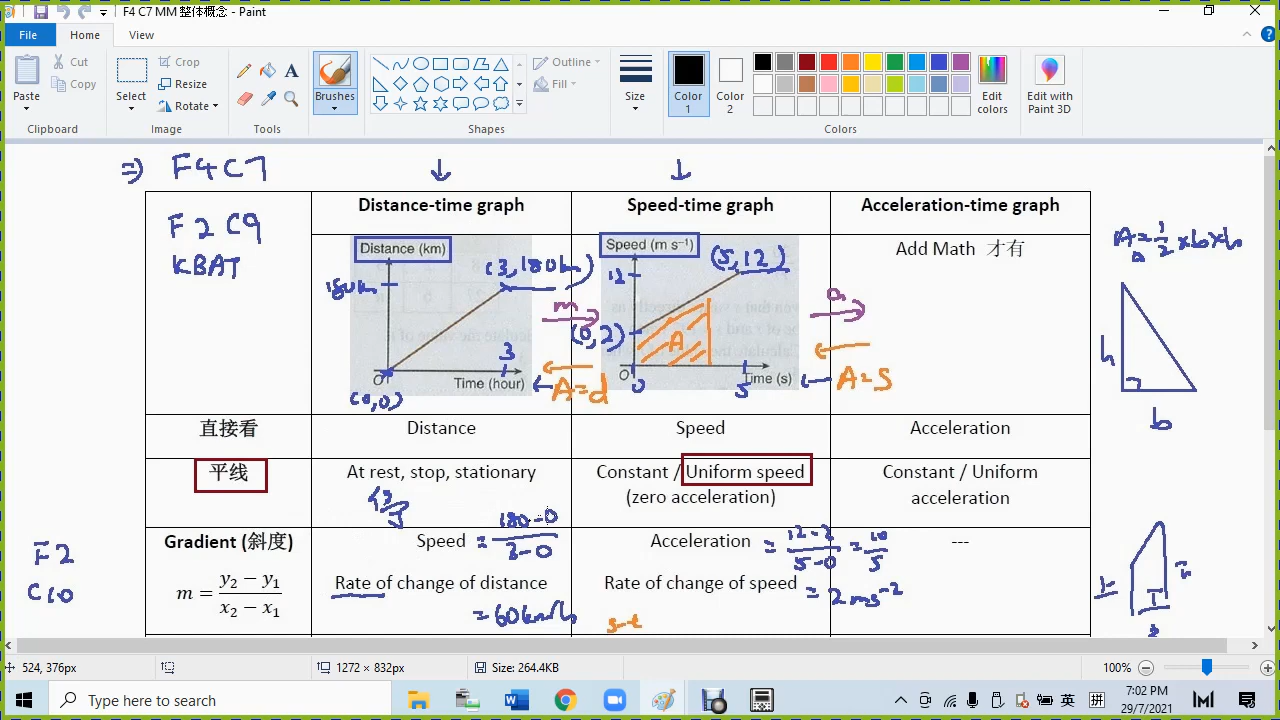 F4 C7 MM 整体概念 - Paint
File
Home
View
Paste
Cut
Copy
Clipboard
Select
Crop
Resize
Rotate
Image
Tools
Brushes
Shapes
Outline
Fill
Size
Color 1
Color 2
Colors
Edit colors
Edit with Paint 3D
⇒) F4C7
F2 C9
KBAT
Distance-time graph
Speed-time graph
Acceleration-time graph
Distance (km)
180km
(3,180km)
3
O
Time (hour)
(0,0)
m
A=d
Speed (m s⁻¹)
12
(5,12)
(0,2)
A
O
0
5
Time (s)
a
A=S
Add Math 才有
A=½×b×h
h
b
直接看
Distance
Speed
Acceleration
平线
At rest, stop, stationary
Constant / Uniform speed
(zero acceleration)
Constant / Uniform
acceleration
F2
C10
Gradient (斜度)
m = (y₂ − y₁)/(x₂ − x₁)
Speed = (180-0)/(3-0)
Rate of change of distance
= 60km/h
Acceleration = (12-2)/(5-0) = 10/5
Rate of change of speed = 2ms⁻²
---
s-t
524, 376px
1272 × 832px
Size: 264.4KB
100%
Type here to search
英
拼
7:02 PM
29/7/2021